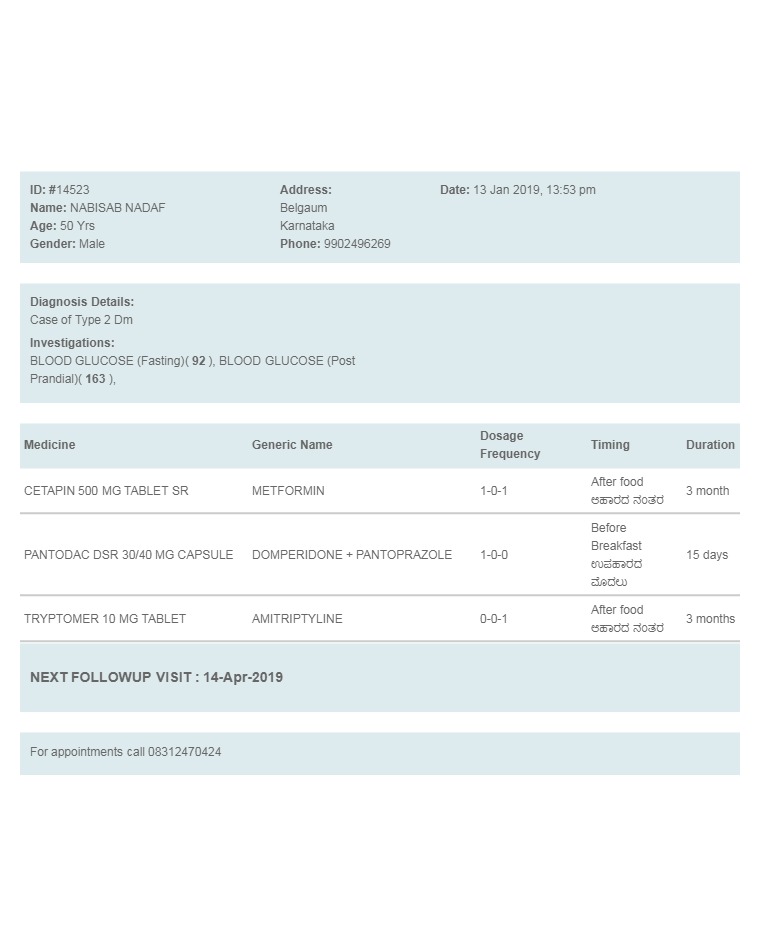 ID: #14523
Name: NABISAB NADAF
Age: 50 Yrs
Gender: Male
Address:
Belgaum
Karnataka
Phone: 9902496269
Date: 13 Jan 2019, 13:53 pm
Diagnosis Details:
Case of Type 2 Dm
Investigations:
BLOOD GLUCOSE (Fasting)( 92 ), BLOOD GLUCOSE (Post
Prandial)( 163 ),
Medicine Generic Name Dosage Frequency Timing Duration
CETAPIN 500 MG TABLET SR METFORMIN 1-0-1 After food 3 month
ಆಹಾರದ ನಂತರ
PANTODAC DSR 30/40 MG CAPSULE DOMPERIDONE + PANTOPRAZOLE 1-0-0 Before 15 days
Breakfast
ಉಪಹಾರದ
ಮೊದಲು
TRYPTOMER 10 MG TABLET AMITRIPTYLINE 0-0-1 After food 3 months
ಆಹಾರದ ನಂತರ
NEXT FOLLOWUP VISIT : 14-Apr-2019
For appointments call 08312470424